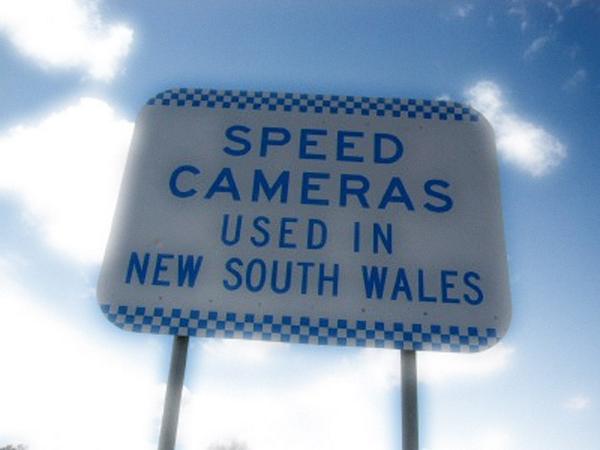 SPEED
CAMERAS
USED IN
NEW SOUTH WALES